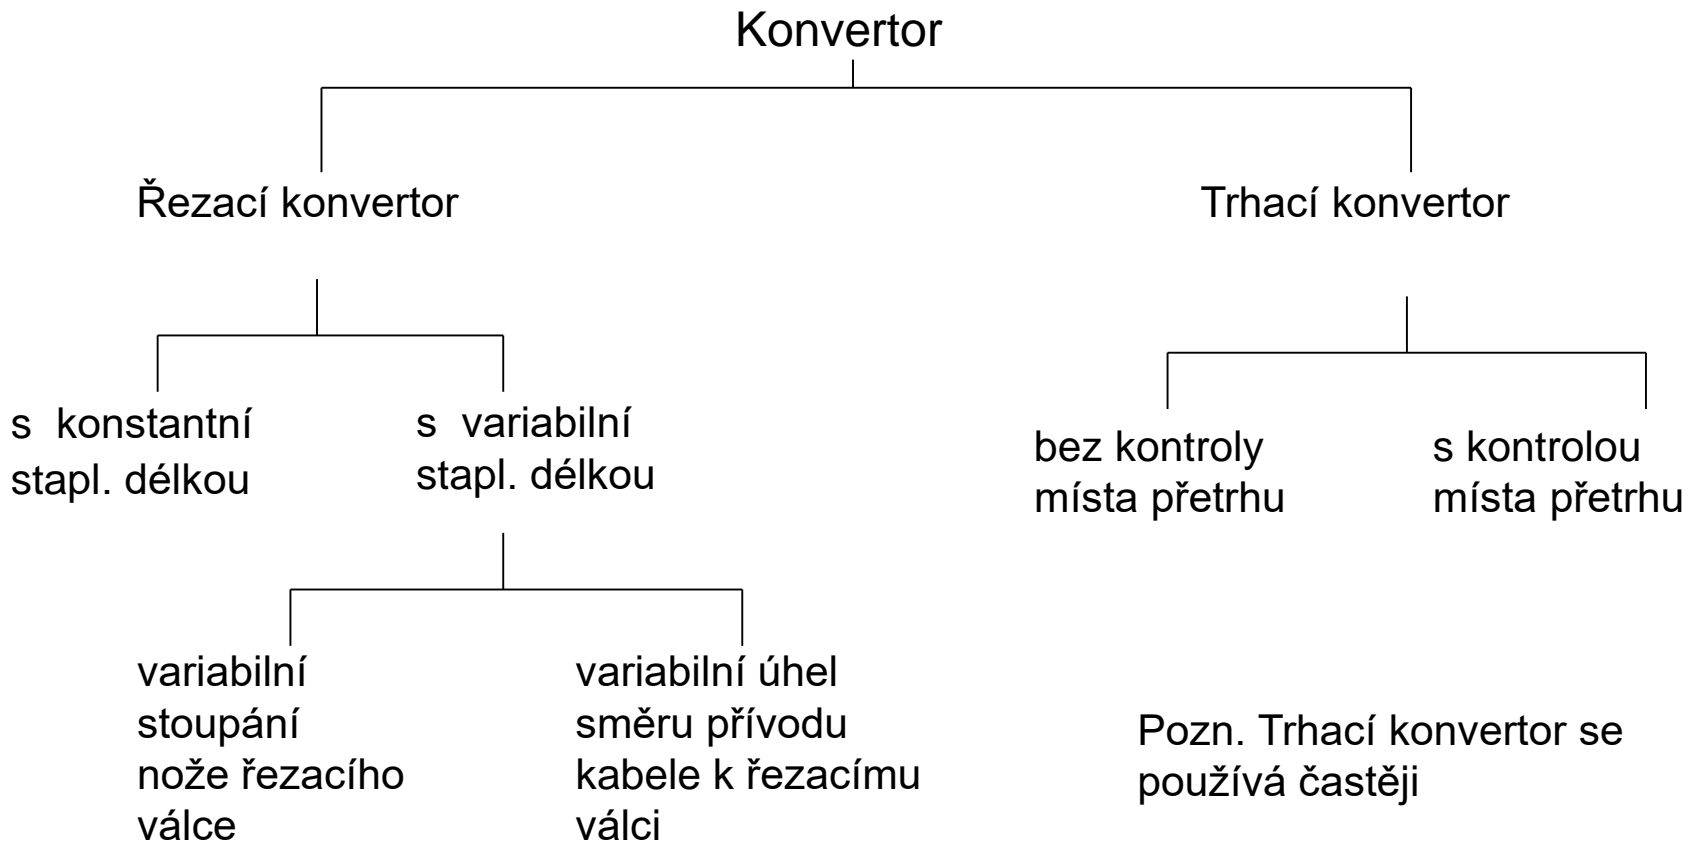 Konvertor
Řezací konvertor
Trhací konvertor
s konstantní
stapl. délkou
s variabilní
stapl. délkou
bez kontroly
místa přetrhu
s kontrolou
místa přetrhu
variabilní
stoupání
nože řezacího
válce
variabilní úhel
směru přívodu
kabele k řezacímu
válci
Pozn. Trhací konvertor se
používá častěji